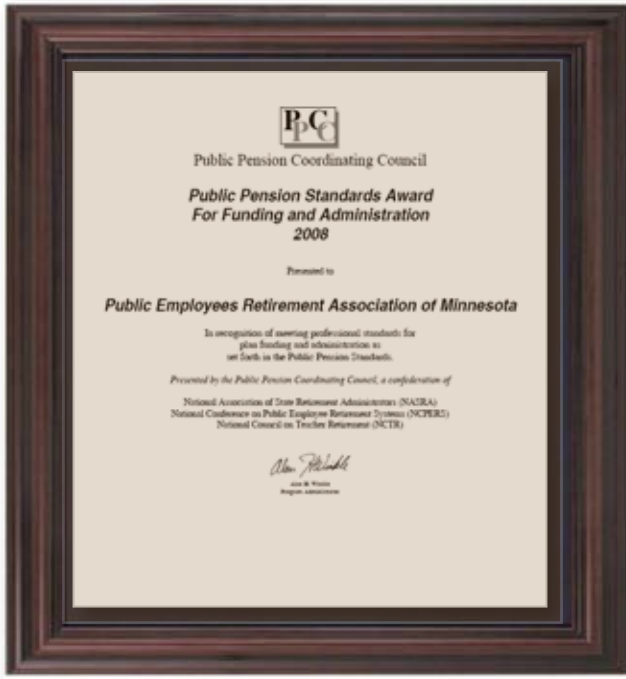 PPCC
Public Pension Coordinating Council
Public Pension Standards Award
For Funding and Administration
2008
Presented to
Public Employees Retirement Association of Minnesota
In recognition of meeting professional standards for
plan funding and administration as
set forth in the Public Pension Standards.
Presented by the Public Pension Coordinating Council, a confederation of
National Association of State Retirement Administrators (NASRA)
National Conference on Public Employee Retirement Systems (NCPERS)
National Council on Teacher Retirement (NCTR)
Alan H. Winkle
Program Administrator